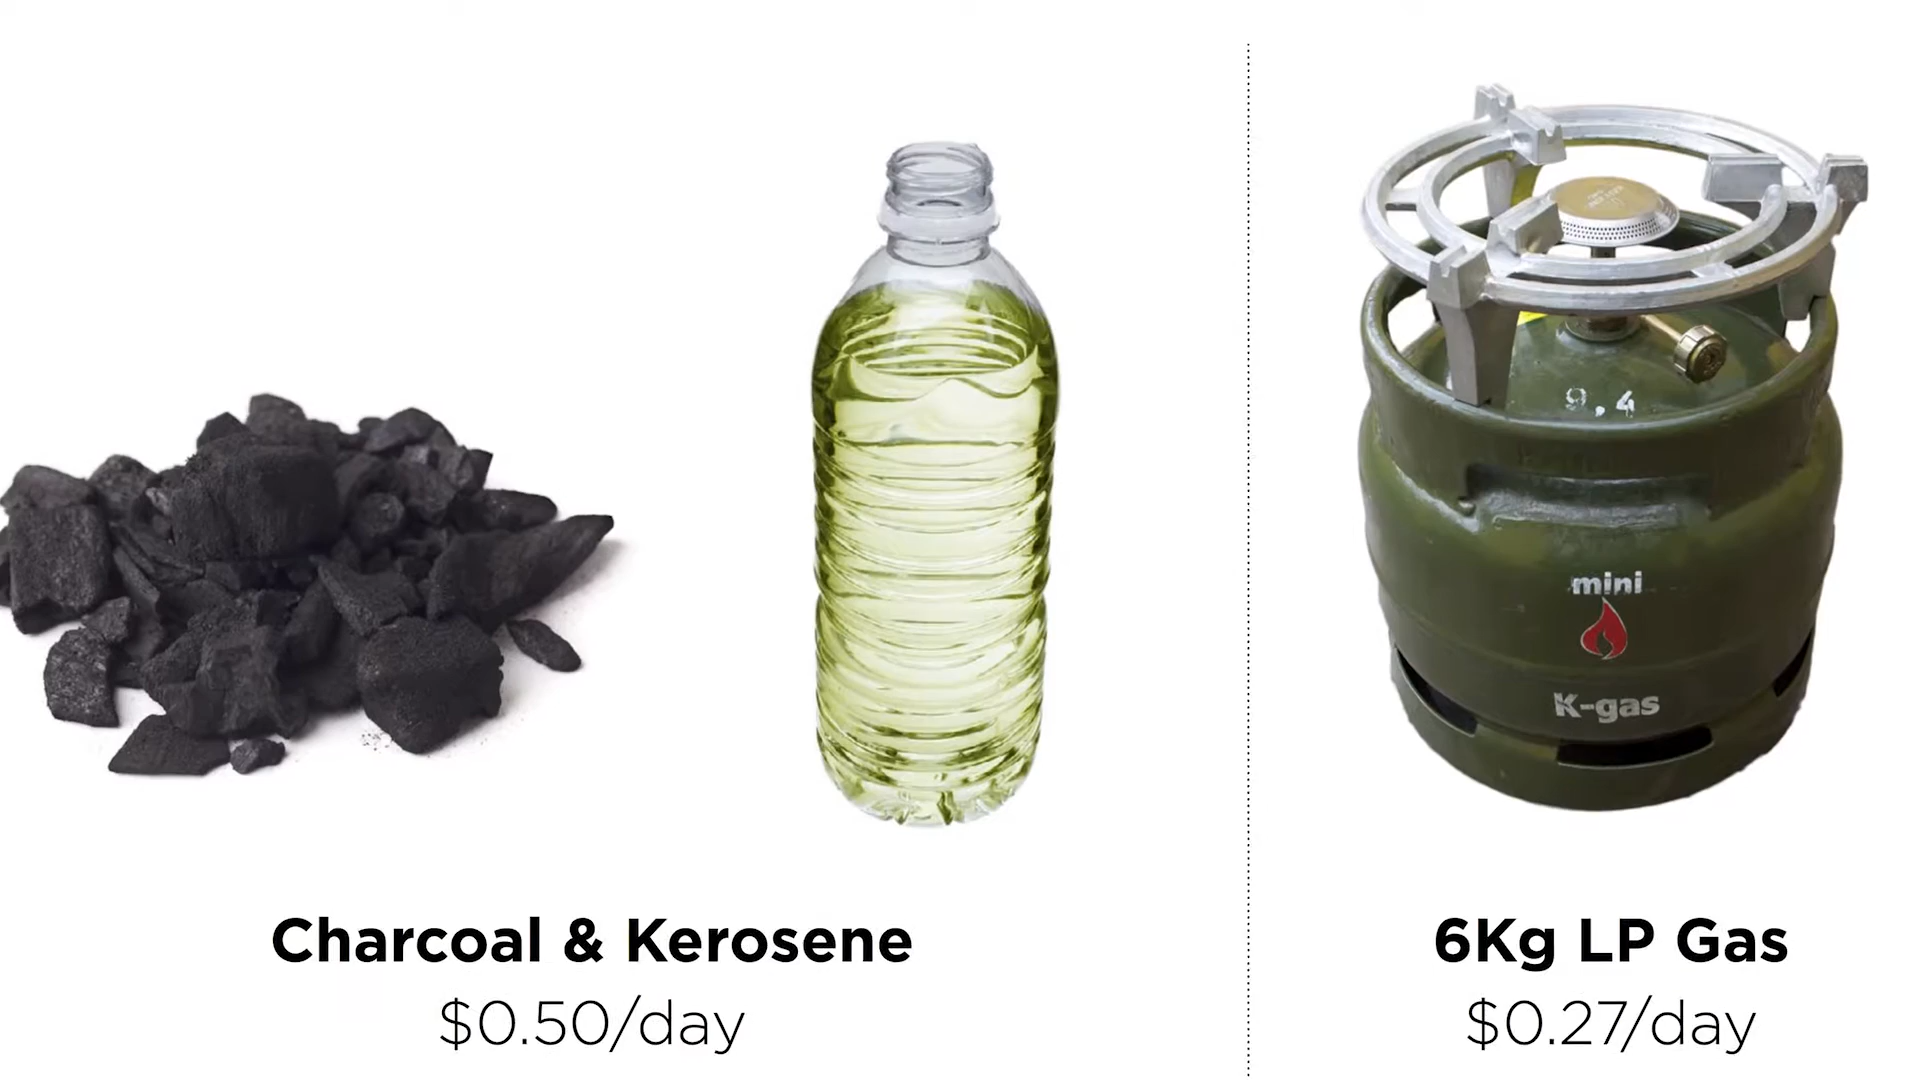 Charcoal & Kerosene
$0.50/day
9.4
mini
K-gas
6Kg LP Gas
$0.27/day